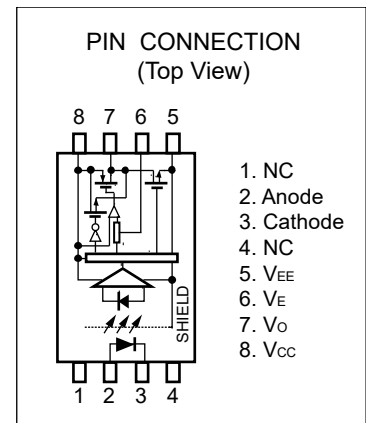 PIN CONNECTION
(Top View)
8 7 6 5
SHIELD
1 2 3 4
1. NC
2. Anode
3. Cathode
4. NC
5. VEE
6. VE
7. VO
8. VCC